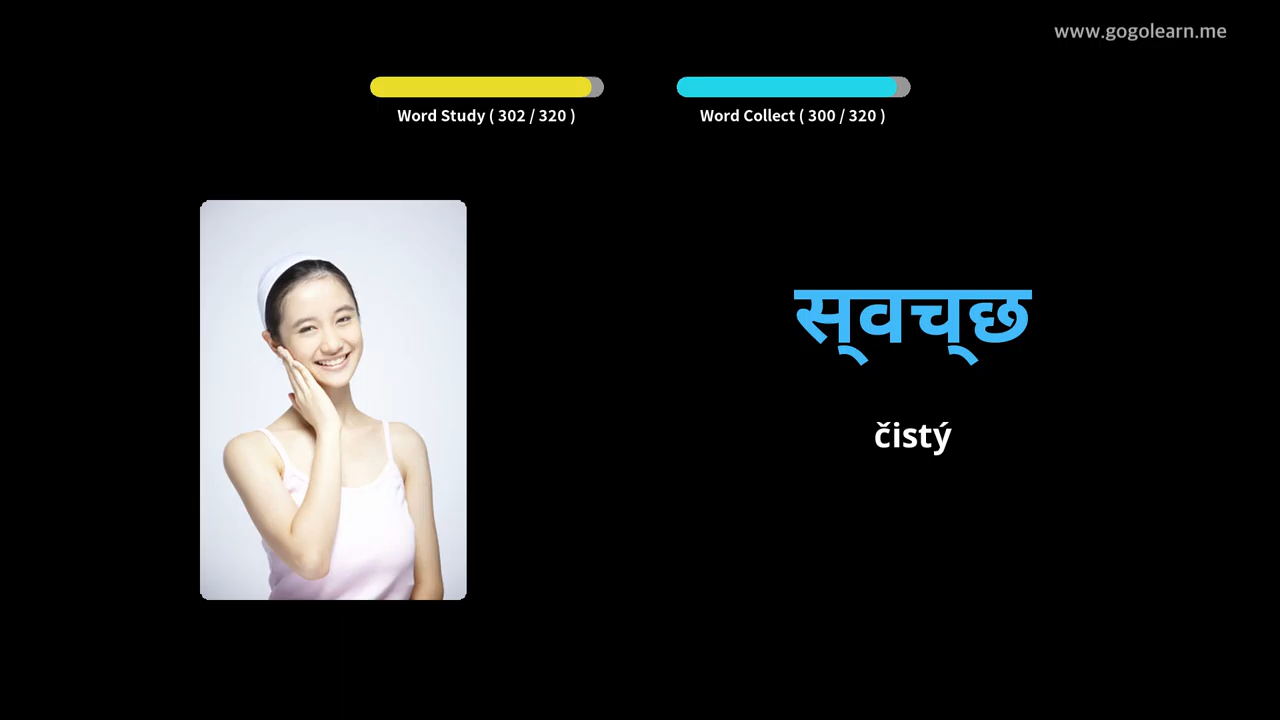 www.gogolearn.me
Word Study ( 302 / 320 )
Word Collect ( 300 / 320 )
स्वच्छ
čistý